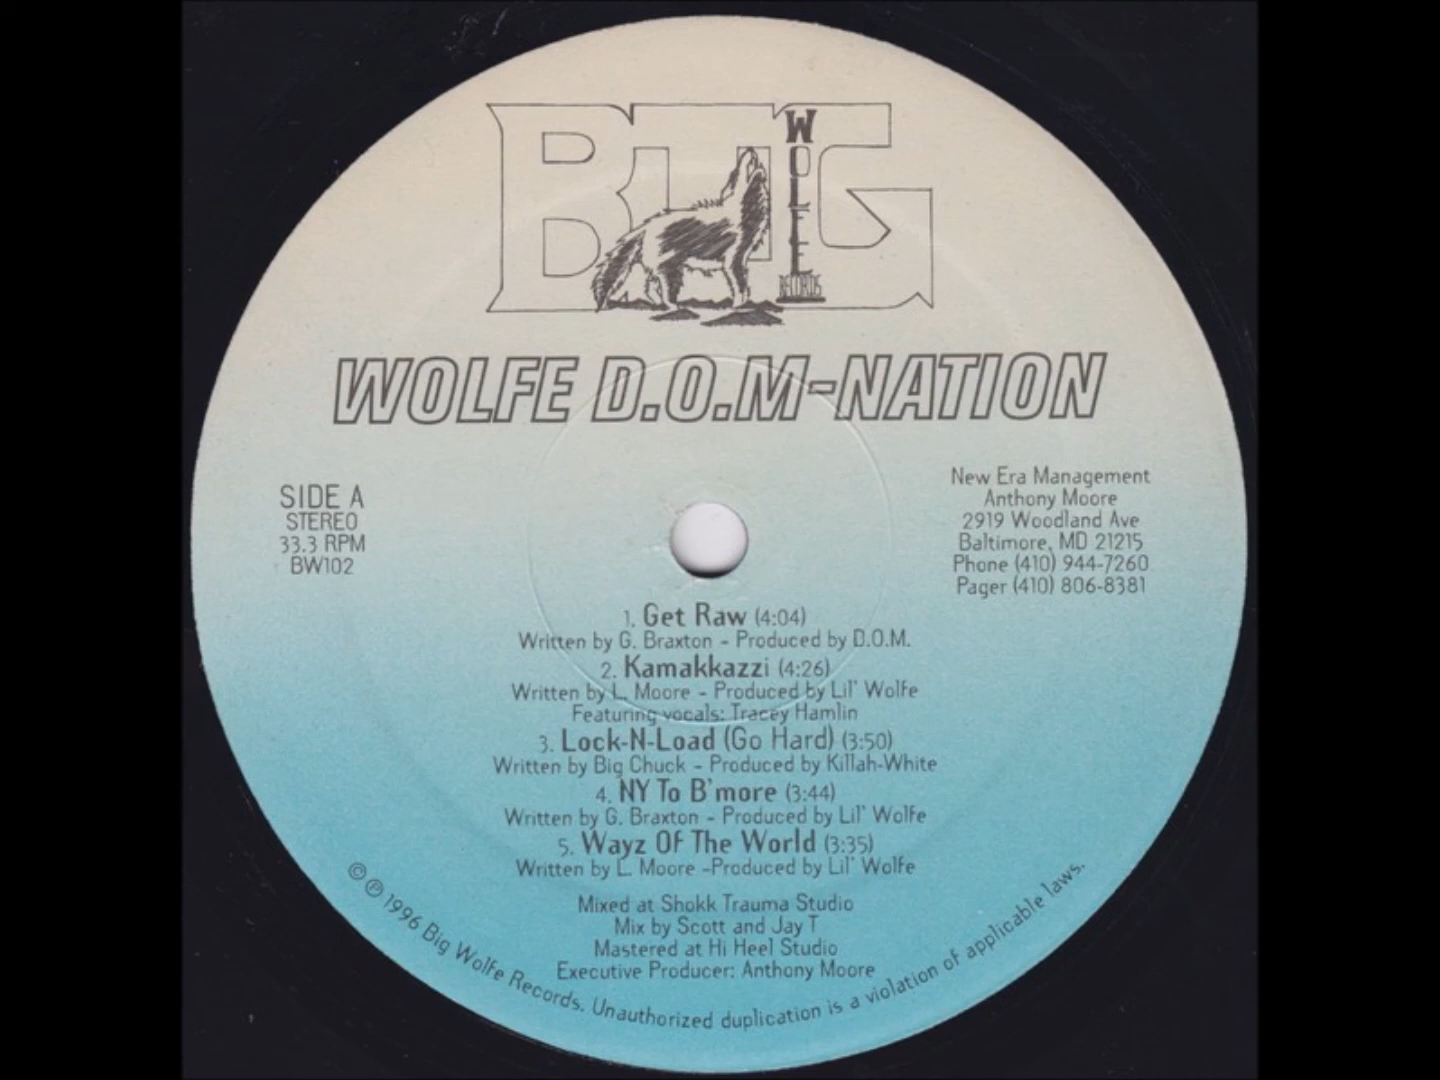 BIG
WOLFE
RECORDS
WOLFE D.O.M-NATION
SIDE A
STEREO
33.3 RPM
BW102
New Era Management
Anthony Moore
2919 Woodland Ave
Baltimore, MD 21215
Phone (410) 944-7260
Pager (410) 806-8381
1. Get Raw (4:04)
Written by G. Braxton - Produced by D.O.M.
2. Kamakkazzi (4:26)
Written by L. Moore - Produced by Lil' Wolfe
Featuring vocals: Tracey Hamlin
3. Lock-N-Load (Go Hard) (3:50)
Written by Big Chuck - Produced by Killah-White
4. NY To B'more (3:44)
Written by G. Braxton - Produced by Lil' Wolfe
5. Wayz Of The World (3:35)
Written by L. Moore -Produced by Lil' Wolfe
Mixed at Shokk Trauma Studio
Mix by Scott and Jay T
Mastered at Hi Heel Studio
Executive Producer: Anthony Moore
© ℗ 1996 Big Wolfe Records. Unauthorized duplication is a violation of applicable laws.